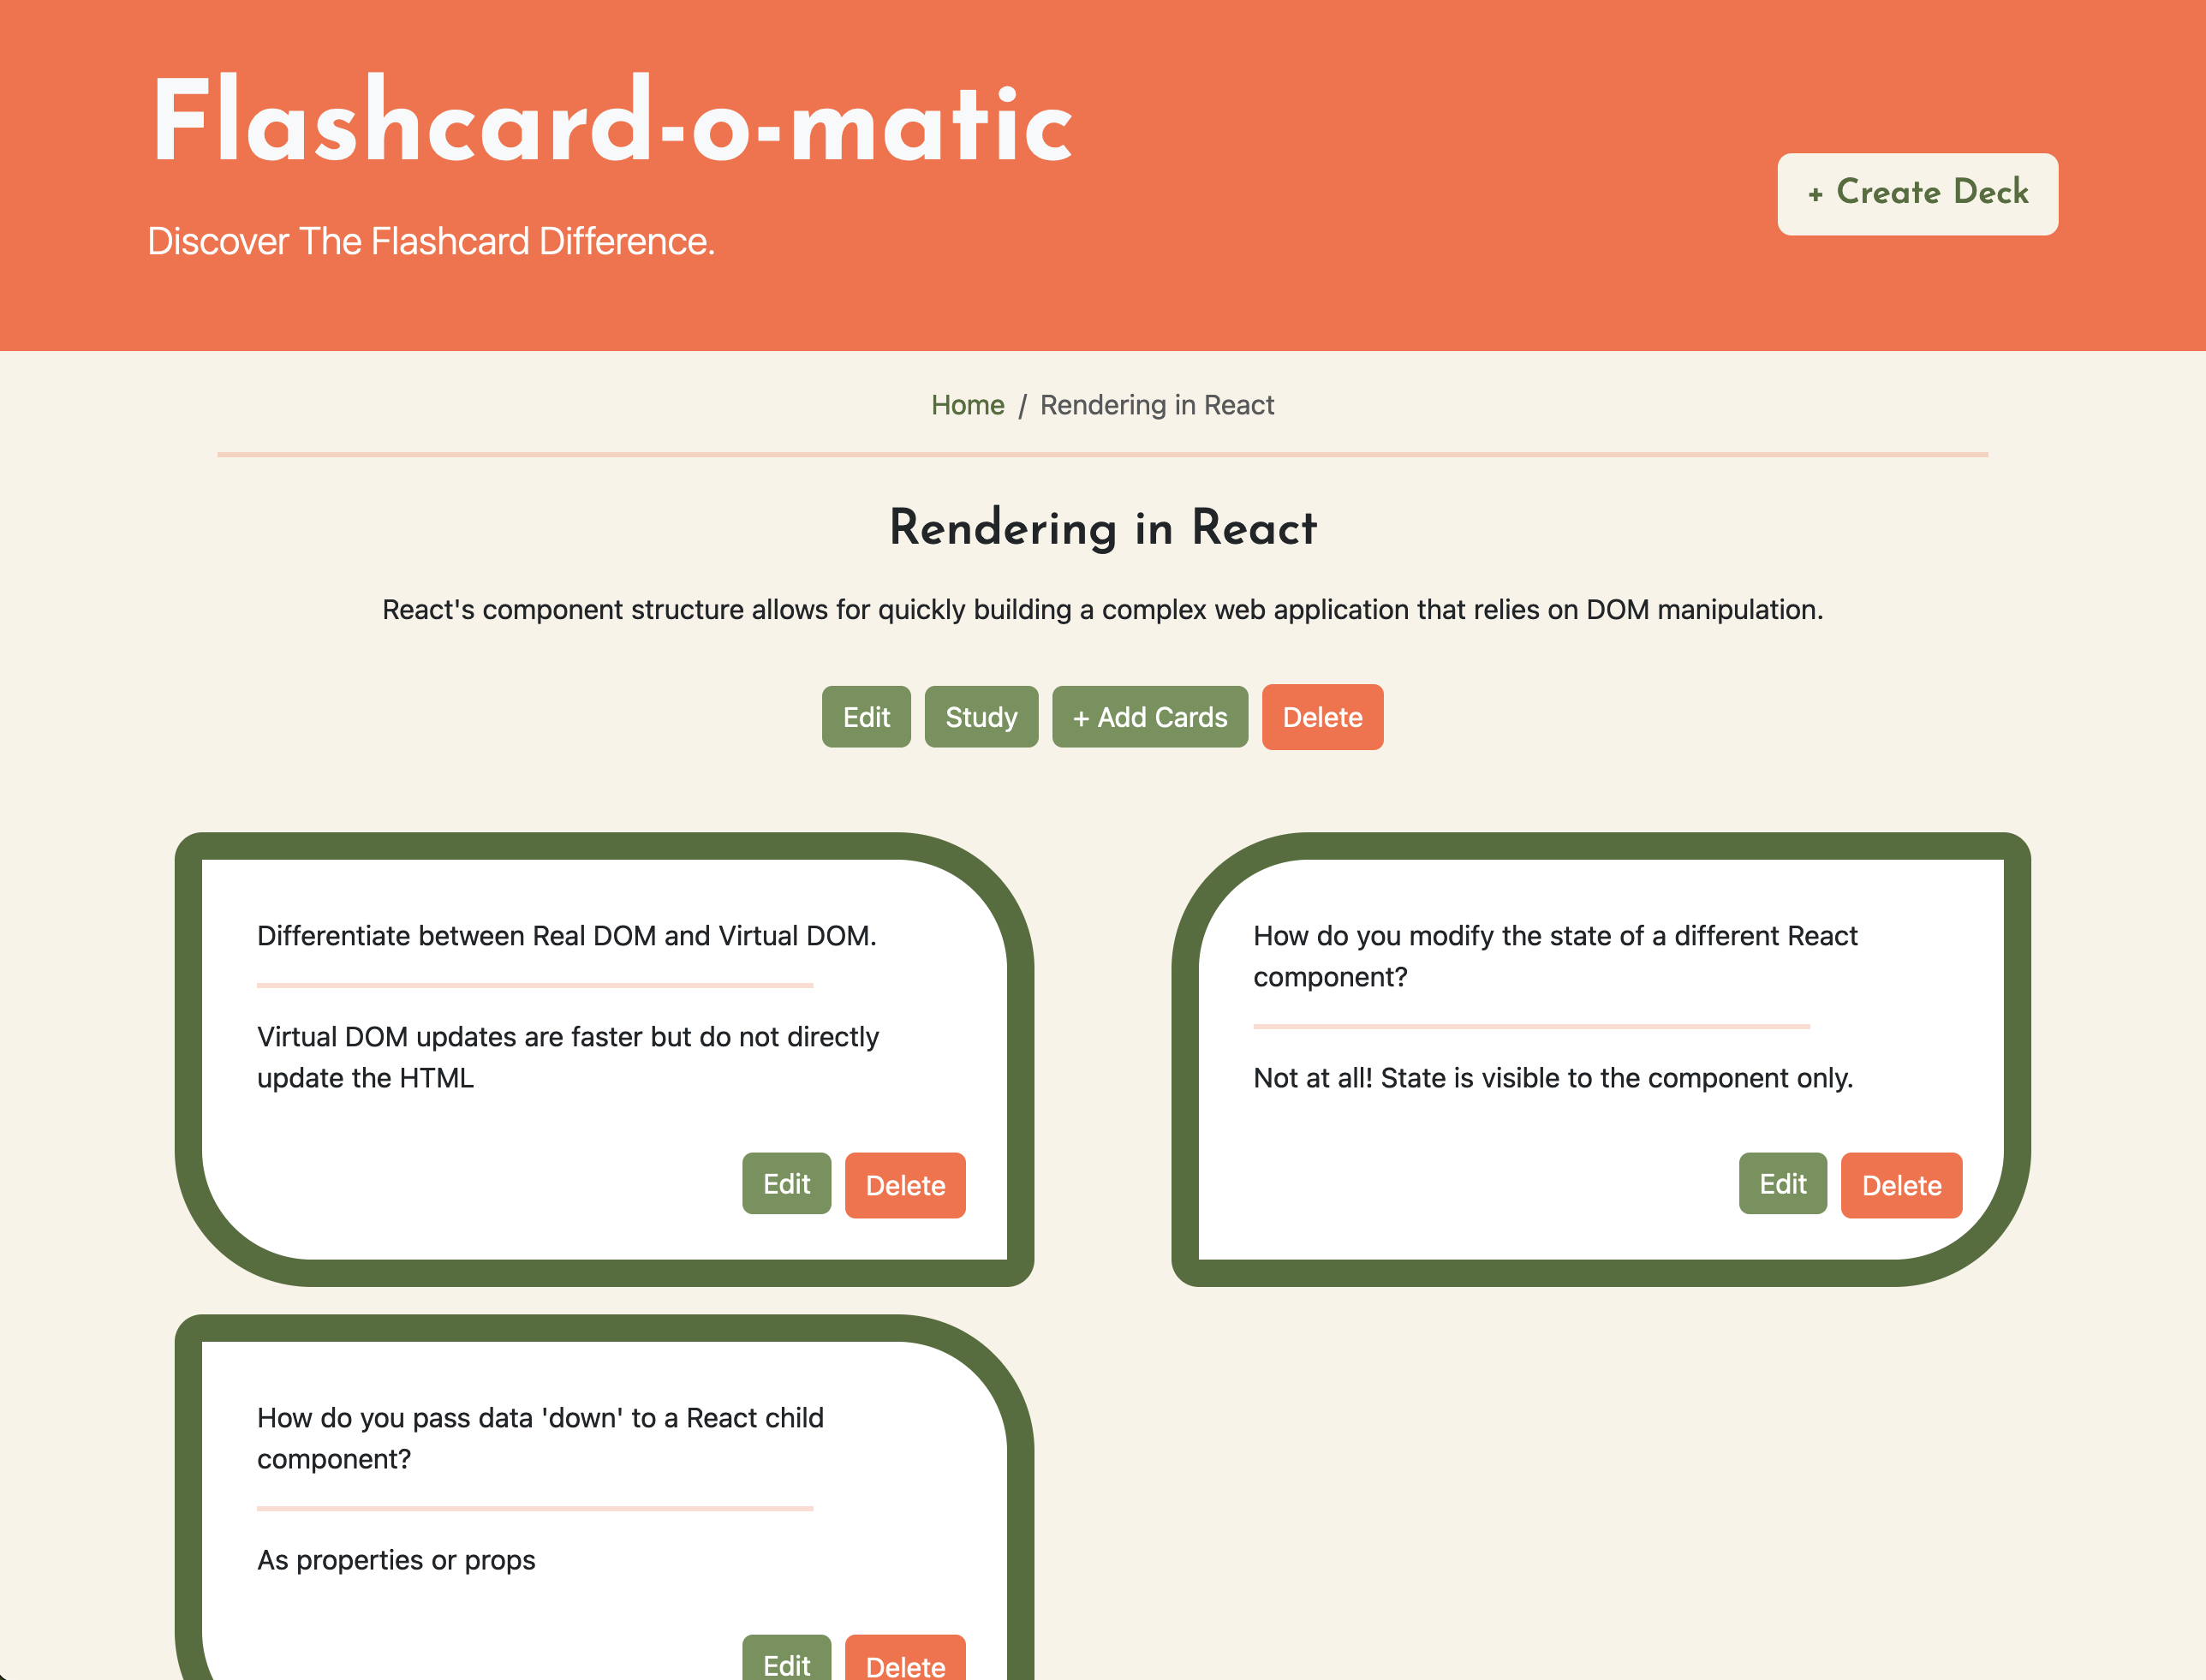 Flashcard-o-matic
Discover The Flashcard Difference.
+ Create Deck
Home / Rendering in React
Rendering in React
React's component structure allows for quickly building a complex web application that relies on DOM manipulation.
Edit Study + Add Cards Delete
Differentiate between Real DOM and Virtual DOM.
Virtual DOM updates are faster but do not directly
update the HTML
Edit Delete
How do you modify the state of a different React
component?
Not at all! State is visible to the component only.
Edit Delete
How do you pass data 'down' to a React child
component?
As properties or props
Edit Delete